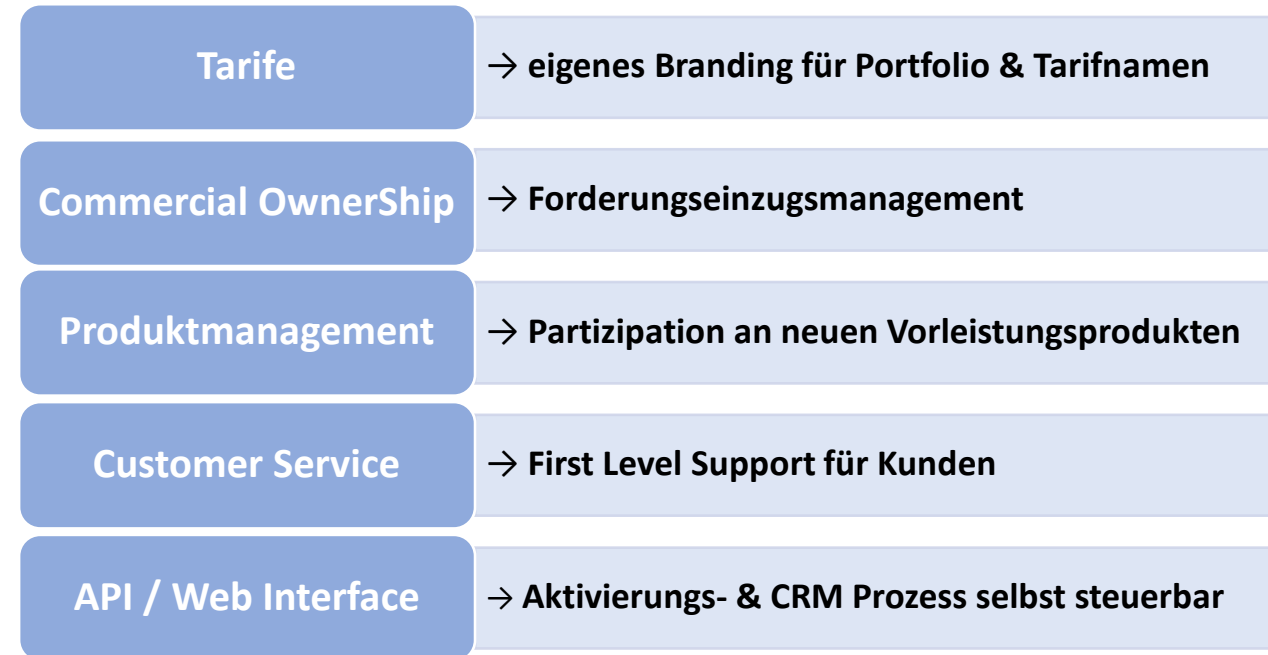 Tarife → eigenes Branding für Portfolio & Tarifnamen
Commercial OwnerShip → Forderungseinzugsmanagement
Produktmanagement → Partizipation an neuen Vorleistungsprodukten
Customer Service → First Level Support für Kunden
API / Web Interface → Aktivierungs- & CRM Prozess selbst steuerbar